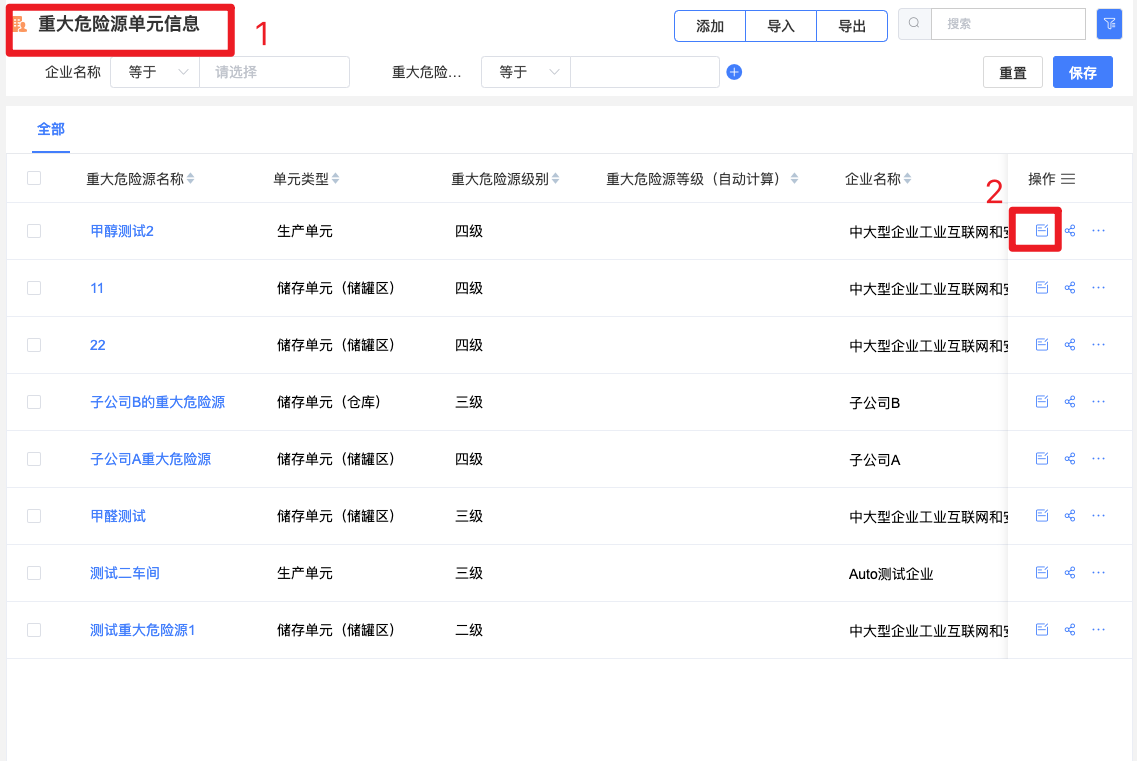 重大危险源单元信息
1
添加 导入 导出 搜索
企业名称 等于 请选择 重大危险... 等于 重置 保存
全部
重大危险源名称 单元类型 重大危险源级别 重大危险源等级（自动计算） 企业名称 操作
2
甲醇测试2 生产单元 四级 中大型企业工业互联网和安 ...
11 储存单元（储罐区） 四级 中大型企业工业互联网和安 ...
22 储存单元（储罐区） 四级 中大型企业工业互联网和安 ...
子公司B的重大危险源 储存单元（仓库） 三级 子公司B ...
子公司A重大危险源 储存单元（储罐区） 四级 子公司A ...
甲醛测试 储存单元（储罐区） 三级 中大型企业工业互联网和安 ...
测试二车间 生产单元 三级 Auto测试企业 ...
测试重大危险源1 储存单元（储罐区） 二级 中大型企业工业互联网和安 ...